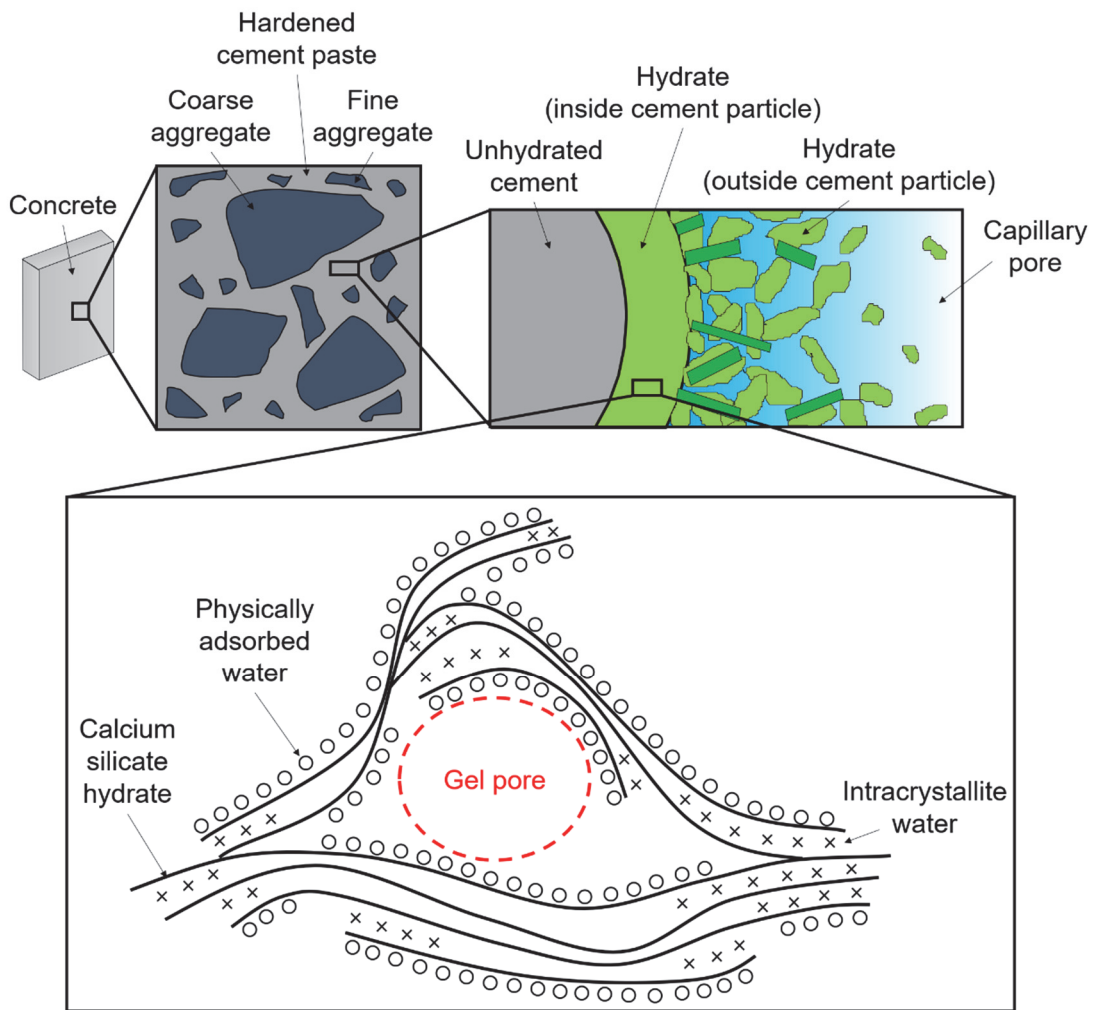 Hardened
cement paste
Coarse
aggregate
Fine
aggregate
Concrete
Hydrate
(inside cement particle)
Unhydrated
cement
Hydrate
(outside cement particle)
Capillary
pore
Physically
adsorbed
water
Calcium
silicate
hydrate
Gel pore
Intracrystallite
water